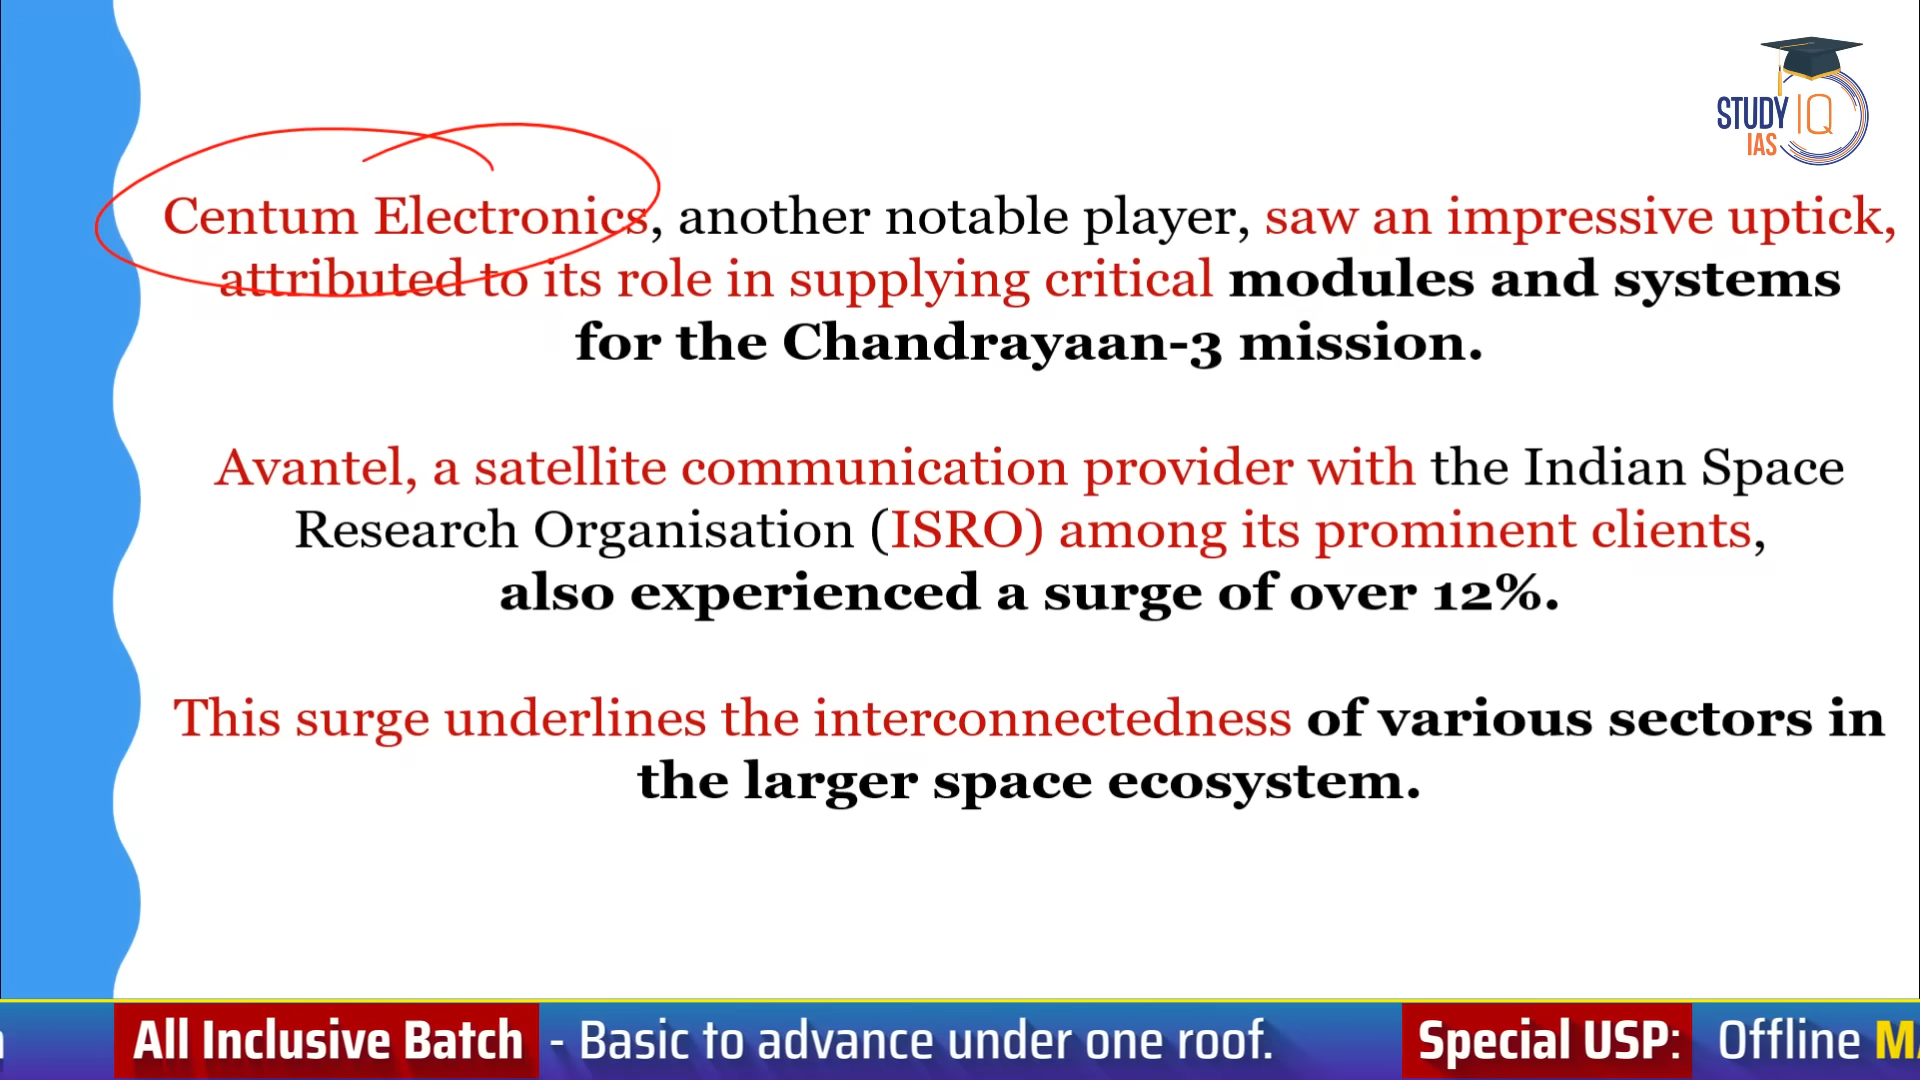 STUDY IQ
IAS
Centum Electronics, another notable player, saw an impressive uptick,
attributed to its role in supplying critical modules and systems
for the Chandrayaan-3 mission.
Avantel, a satellite communication provider with the Indian Space
Research Organisation (ISRO) among its prominent clients,
also experienced a surge of over 12%.
This surge underlines the interconnectedness of various sectors in
the larger space ecosystem.
All Inclusive Batch - Basic to advance under one roof. Special USP: Offline